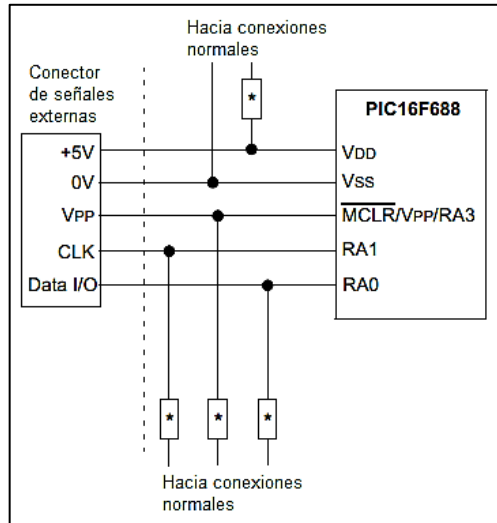 Hacia conexiones
normales
Conector
de señales
externas
*
PIC16F688
+5V
VDD
0V
VSS
VPP
MCLR/VPP/RA3
CLK
RA1
Data I/O
RA0
* * *
Hacia conexiones
normales